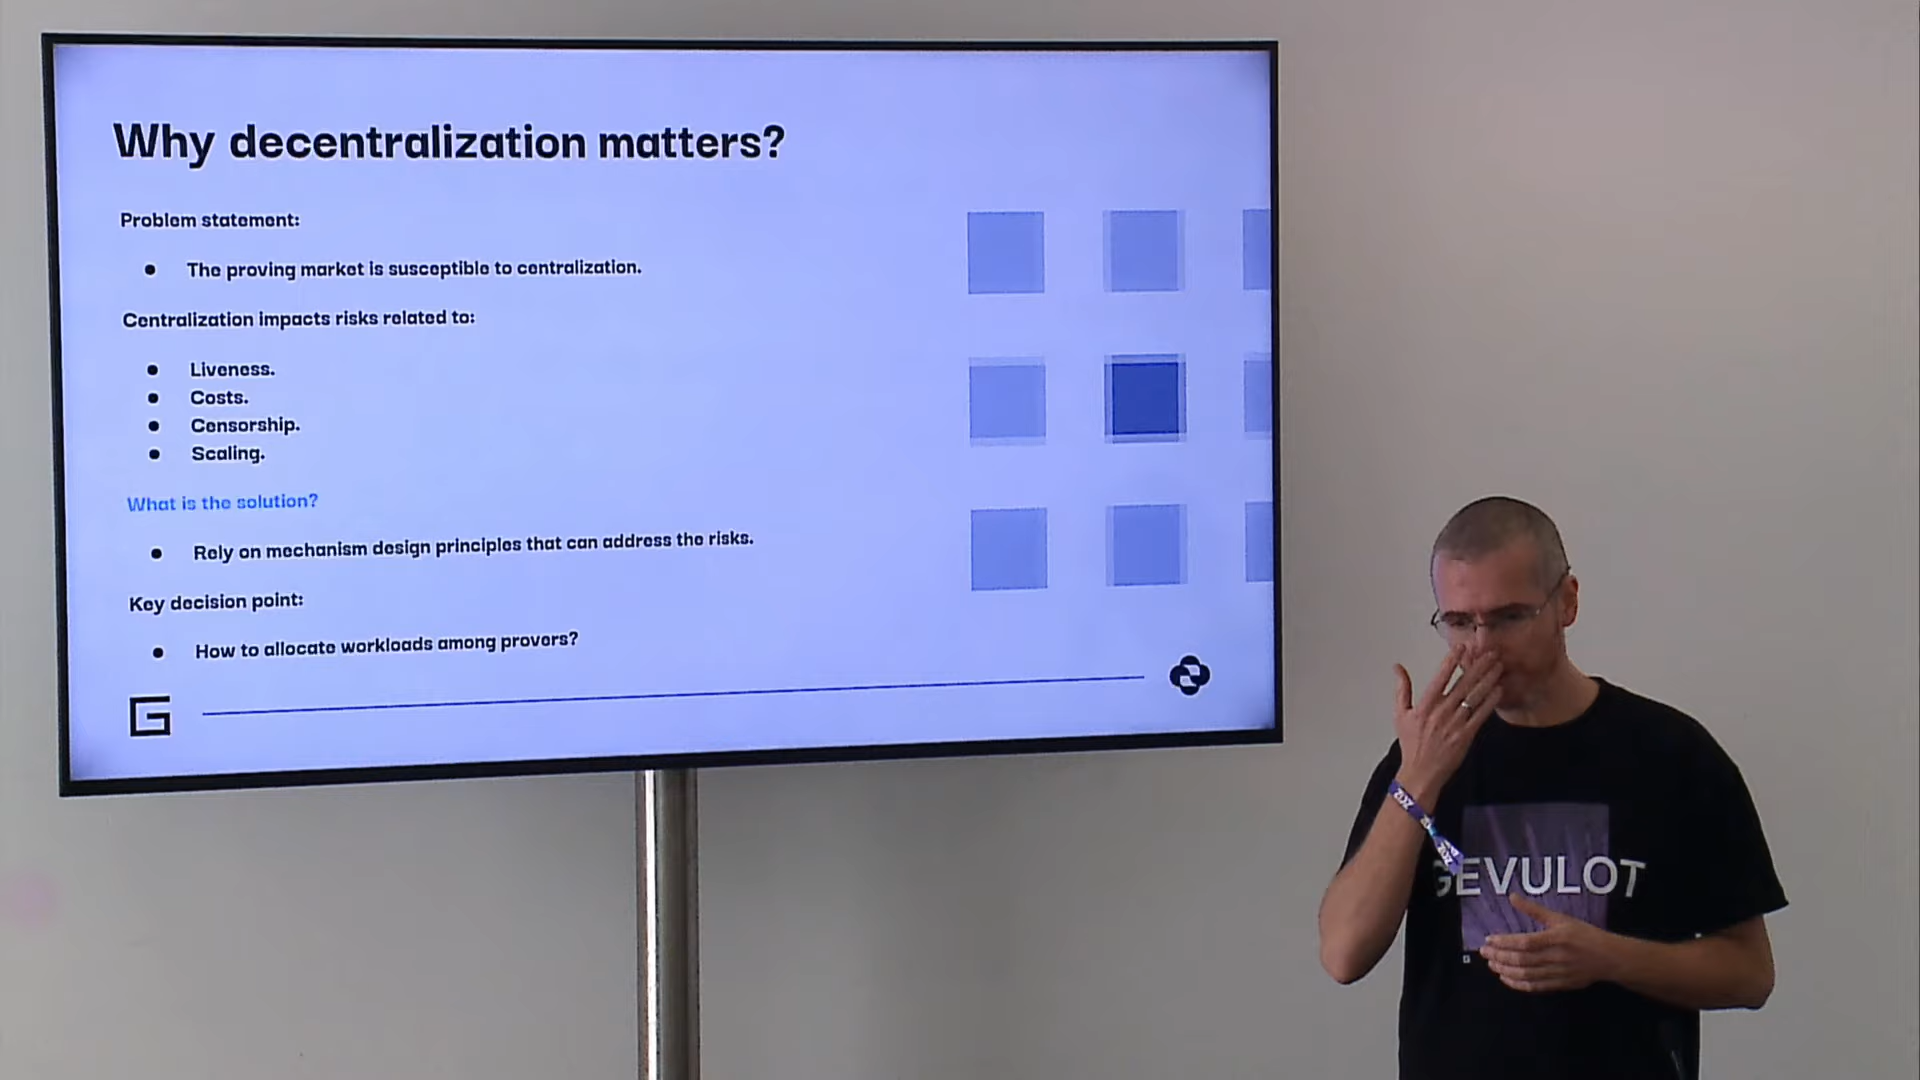 Why decentralization matters?
Problem statement:
The proving market is susceptible to centralization.
Centralization impacts risks related to:
Liveness.
Costs.
Censorship.
Scaling.
What is the solution?
Rely on mechanism design principles that can address the risks.
Key decision point:
How to allocate workloads among provers?
G
GEVULOT